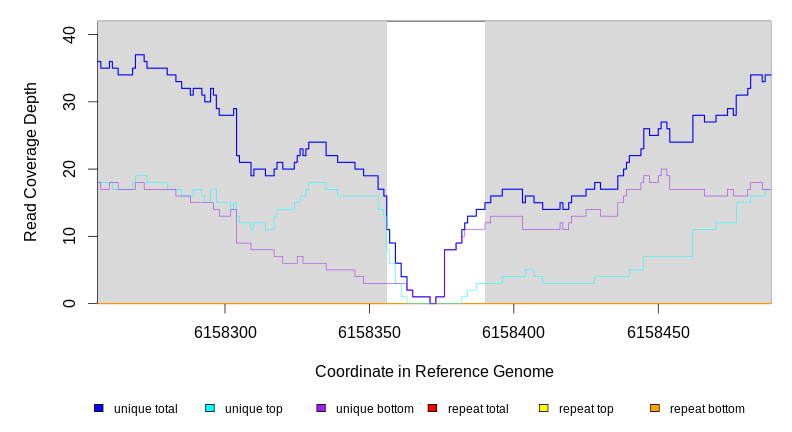 Read Coverage Depth
40
30
20
10
0
6158300 6158350 6158400 6158450
Coordinate in Reference Genome
unique total unique top unique bottom repeat total repeat top repeat bottom